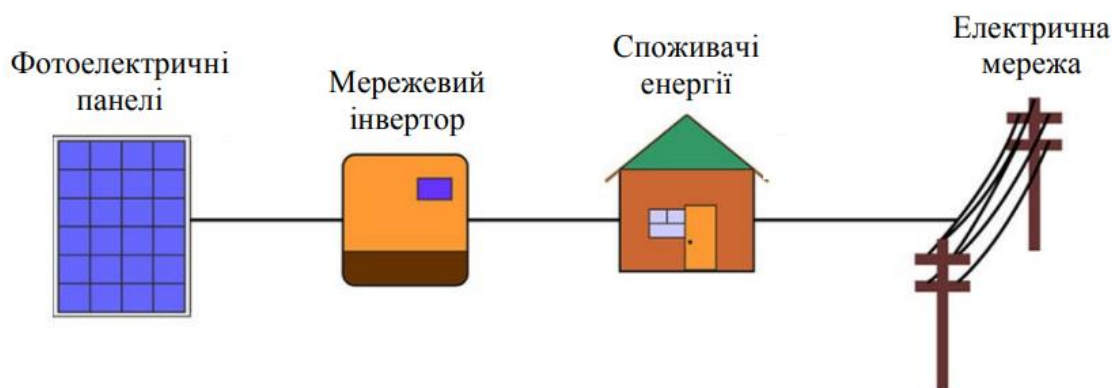 Фотоелектричні
панелі
Мережевий
інвертор
Споживачі
енергії
Електрична
мережа